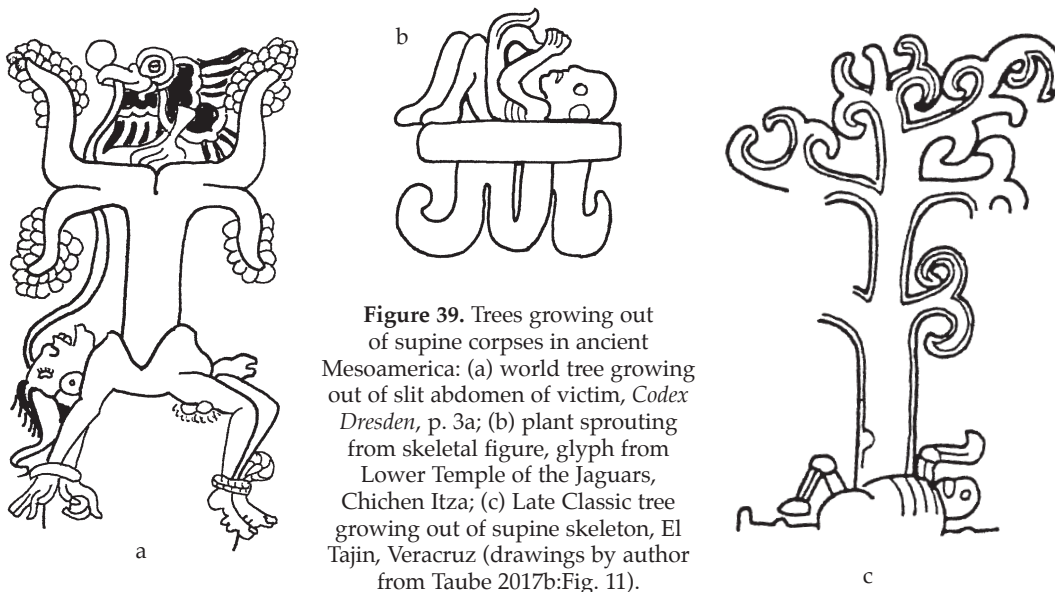 b
Figure 39. Trees growing out
of supine corpses in ancient
Mesoamerica: (a) world tree growing
out of slit abdomen of victim, Codex
Dresden, p. 3a; (b) plant sprouting
from skeletal figure, glyph from
Lower Temple of the Jaguars,
Chichen Itza; (c) Late Classic tree
growing out of supine skeleton, El
Tajin, Veracruz (drawings by author
from Taube 2017b:Fig. 11).
a
c